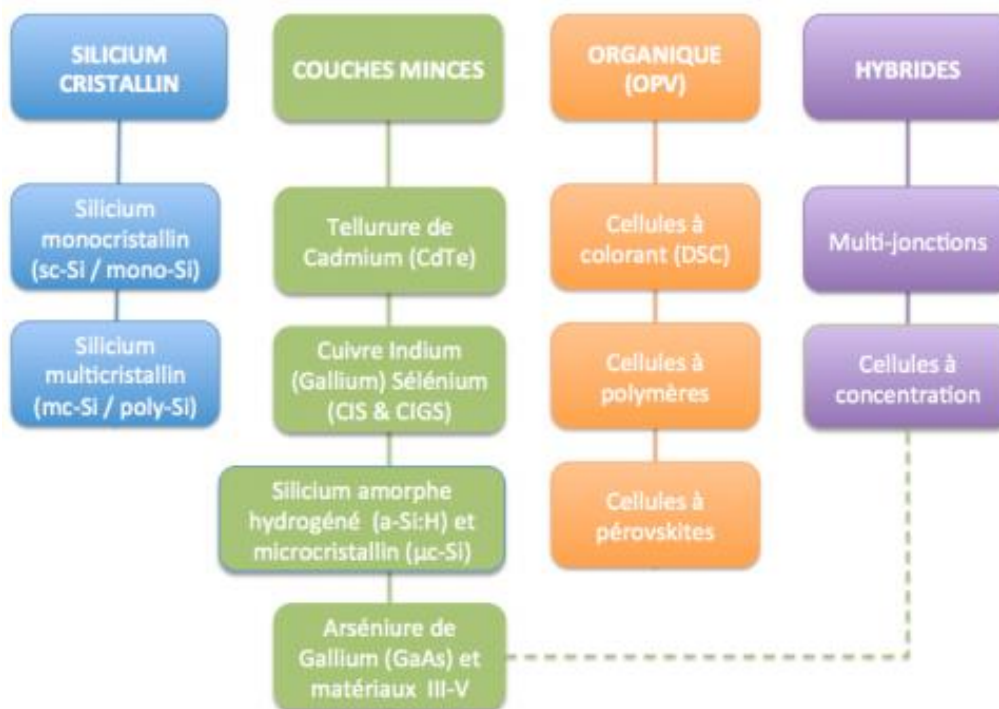 SILICIUM
CRISTALLIN
Silicium
monocristallin
(sc-Si / mono-Si)
Silicium
multicristallin
(mc-Si / poly-Si)
COUCHES MINCES
Tellurure de
Cadmium (CdTe)
Cuivre Indium
(Gallium) Sélénium
(CIS & CIGS)
Silicium amorphe
hydrogéné (a-Si:H) et
microcristallin (µc-Si)
Arséniure de
Gallium (GaAs) et
matériaux III-V
ORGANIQUE
(OPV)
Cellules à
colorant (DSC)
Cellules à
polymères
Cellules à
pérovskites
HYBRIDES
Multi-jonctions
Cellules à
concentration